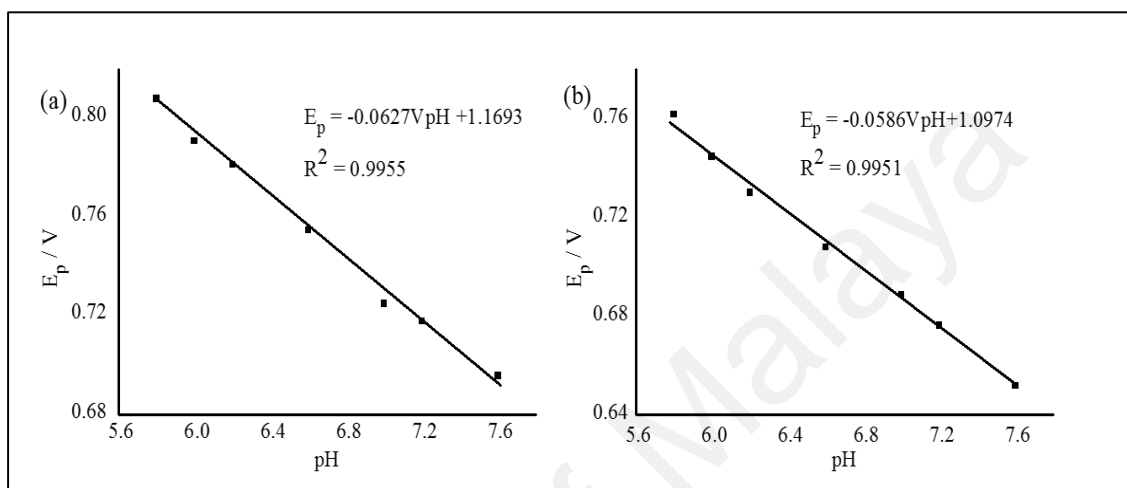 (a)
E_p = -0.0627VpH +1.1693
R^2 = 0.9955
0.80
0.76
0.72
0.68
E_p / V
5.6 6.0 6.4 6.8 7.2 7.6
pH
(b)
E_p = -0.0586VpH+1.0974
R^2 = 0.9951
0.76
0.72
0.68
0.64
E_p / V
5.6 6.0 6.4 6.8 7.2 7.6
pH
of Malaya